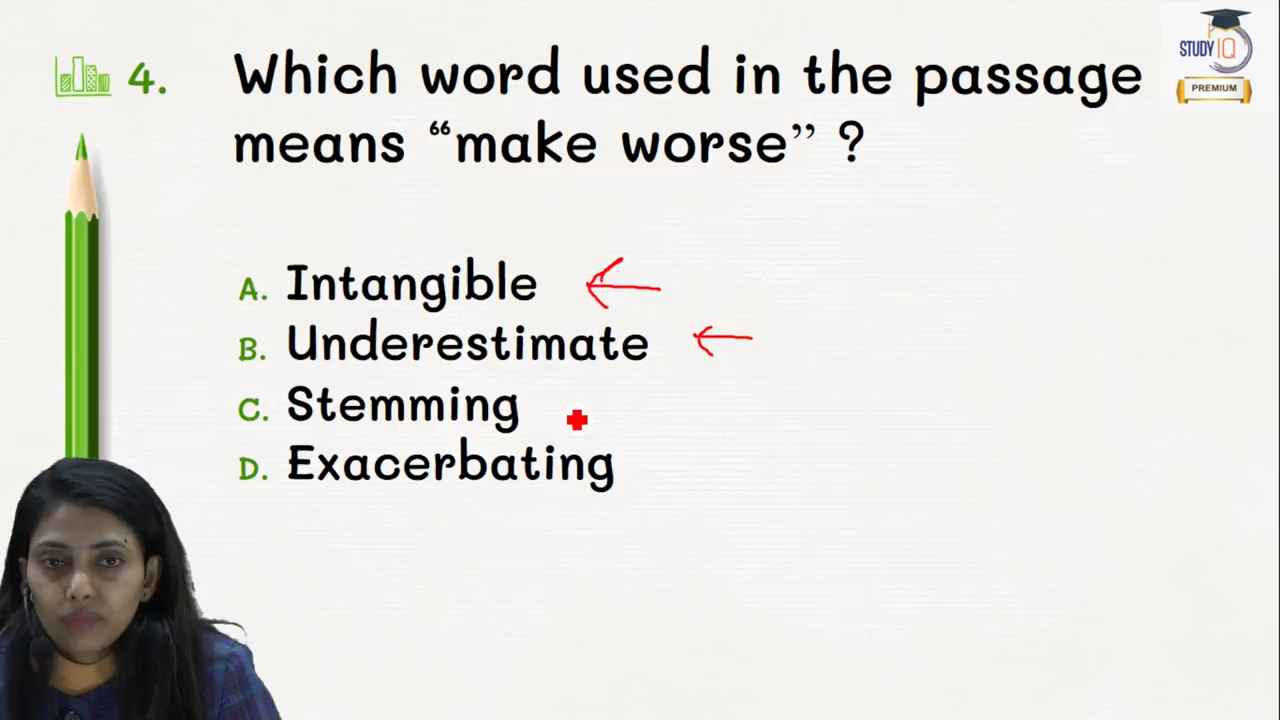 STUDY IQ
PREMIUM
4. Which word used in the passage
means “make worse” ?
A. Intangible
B. Underestimate
C. Stemming
D. Exacerbating